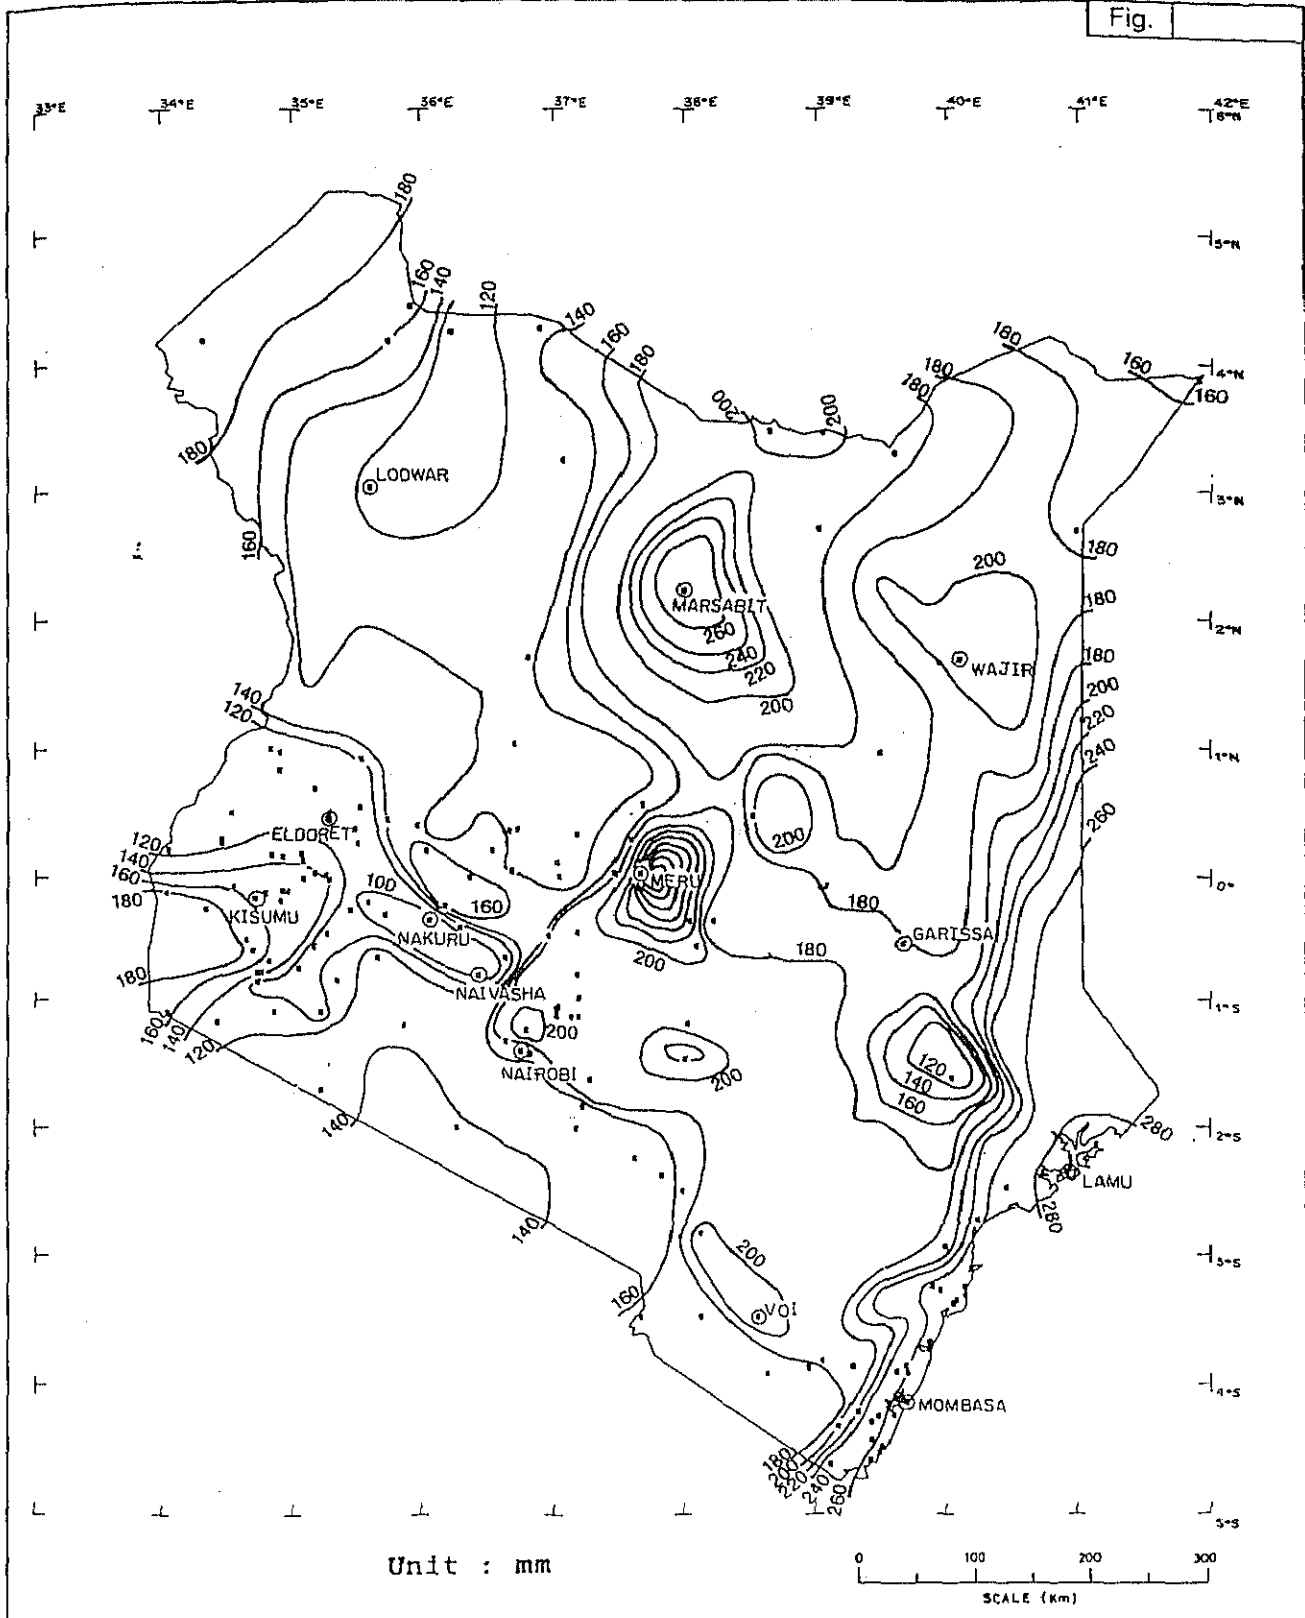 Fig.
33°E 34°E 35°E 36°E 37°E 38°E 39°E 40°E 41°E 42°E
6°N
180
5°N
160 140 120 140 160 180 180 180 160
4°N
160
180 200 200 180
LODWAR
3°N
160 180
200
MARSABIT
180
260
2°N
240 WAJIR 180
220
140 200 200
120 220
1°N
240
260
ELDORET 200
120
140
160 100 MERU
0°
180 160 180
KISUMU
NAKURU GARISSA
180 200 180
NAIVASHA
1°S
160 140 120 200
NAIROBI 200 120
140
160
140 280
2°S
LAMU
140 280
200
3°S
160 VOI
4°S
MOMBASA
180
200
220
240
260
5°S
Unit : mm
0 100 200 300
SCALE (Km)